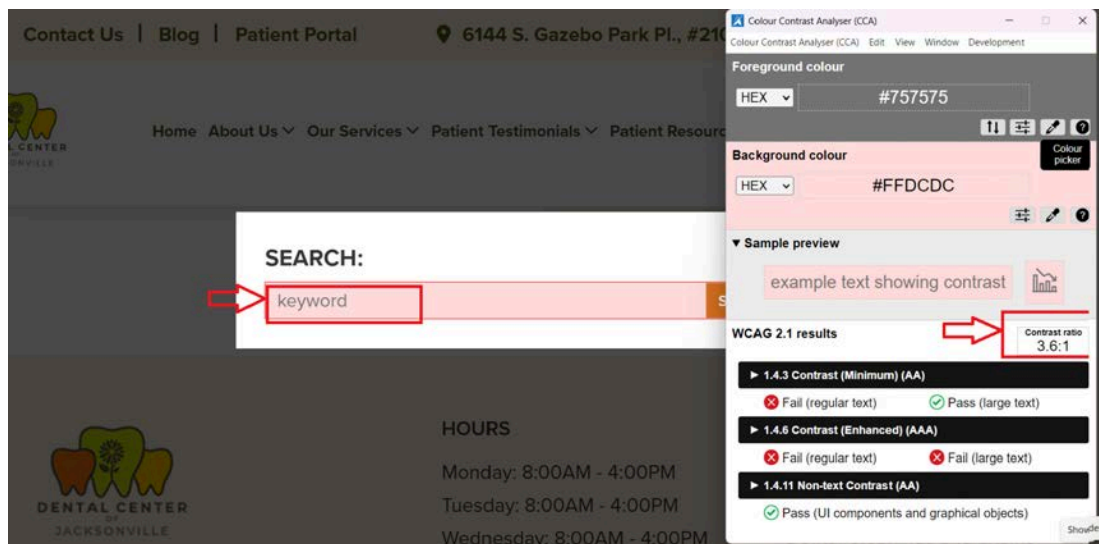 Contact Us | Blog | Patient Portal
6144 S. Gazebo Park Pl., #210
Home About Us Our Services Patient Testimonials Patient
CENTER
SEARCH:
keyword
S
DENTAL CENTER
OF
JACKSONVILLE
HOURS
Monday: 8:00AM - 4:00PM
Tuesday: 8:00AM - 4:00PM
Wednesday: 8:00AM - 4:00PM
Colour Contrast Analyser (CCA)
Colour Contrast Analyser (CCA) Edit View Window Development
Foreground colour
HEX #757575
Colour
picker
Background colour
HEX #FFDCDC
Sample preview
example text showing contrast
WCAG 2.1 results
Contrast ratio
3.6:1
1.4.3 Contrast (Minimum) (AA)
Fail (regular text) Pass (large text)
1.4.6 Contrast (Enhanced) (AAA)
Fail (regular text) Fail (large text)
1.4.11 Non-text Contrast (AA)
Pass (UI components and graphical objects)